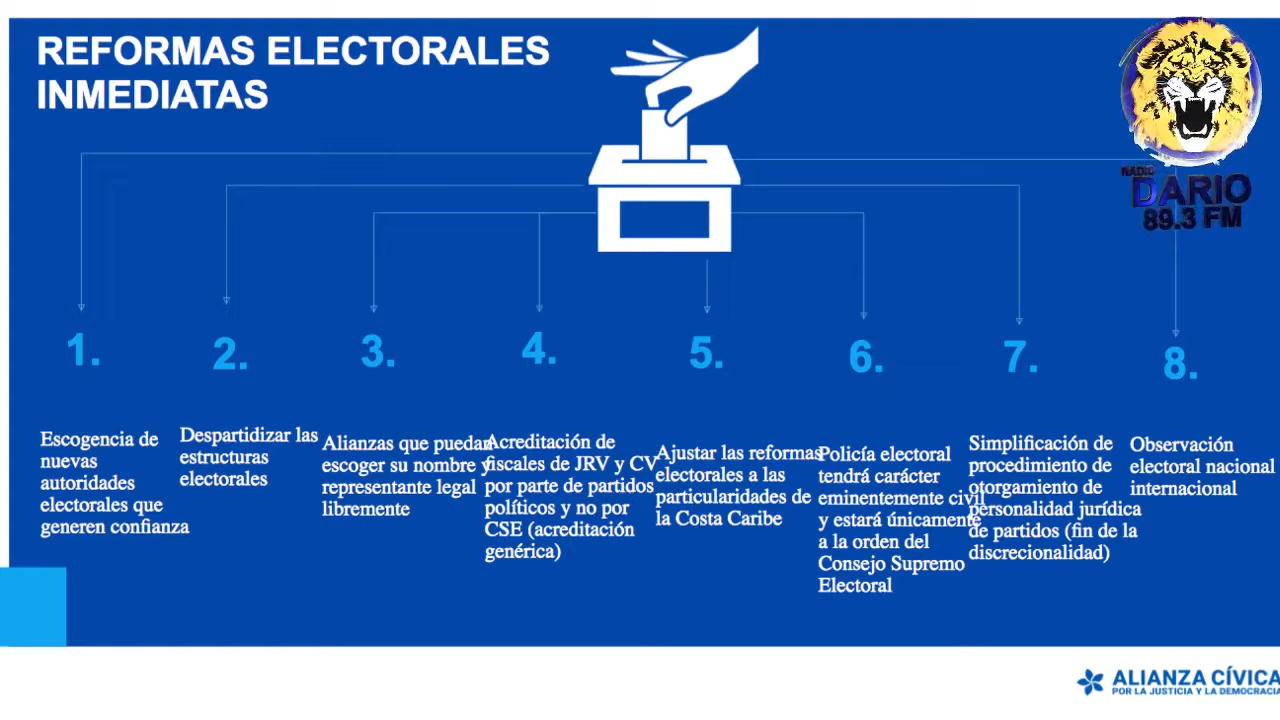 REFORMAS ELECTORALES
INMEDIATAS
RADIO
DARIO
89.3 FM
1.
2.
3.
4.
5.
6.
7.
8.
Escogencia de
nuevas
autoridades
electorales que
generen confianza
Despartidizar las
estructuras
electorales
Alianzas que puedan
escoger su nombre y
representante legal
libremente
Acreditación de
fiscales de JRV y CV
por parte de partidos
políticos y no por
CSE (acreditación
genérica)
Ajustar las reformas
electorales a las
particularidades de
la Costa Caribe
Policía electoral
tendrá carácter
eminentemente civil
y estará únicamente
a la orden del
Consejo Supremo
Electoral
Simplificación de
procedimiento de
otorgamiento de
personalidad jurídica
de partidos (fin de la
discrecionalidad)
Observación
electoral nacional
internacional
ALIANZA CÍVICA
POR LA JUSTICIA Y LA DEMOCRACIA